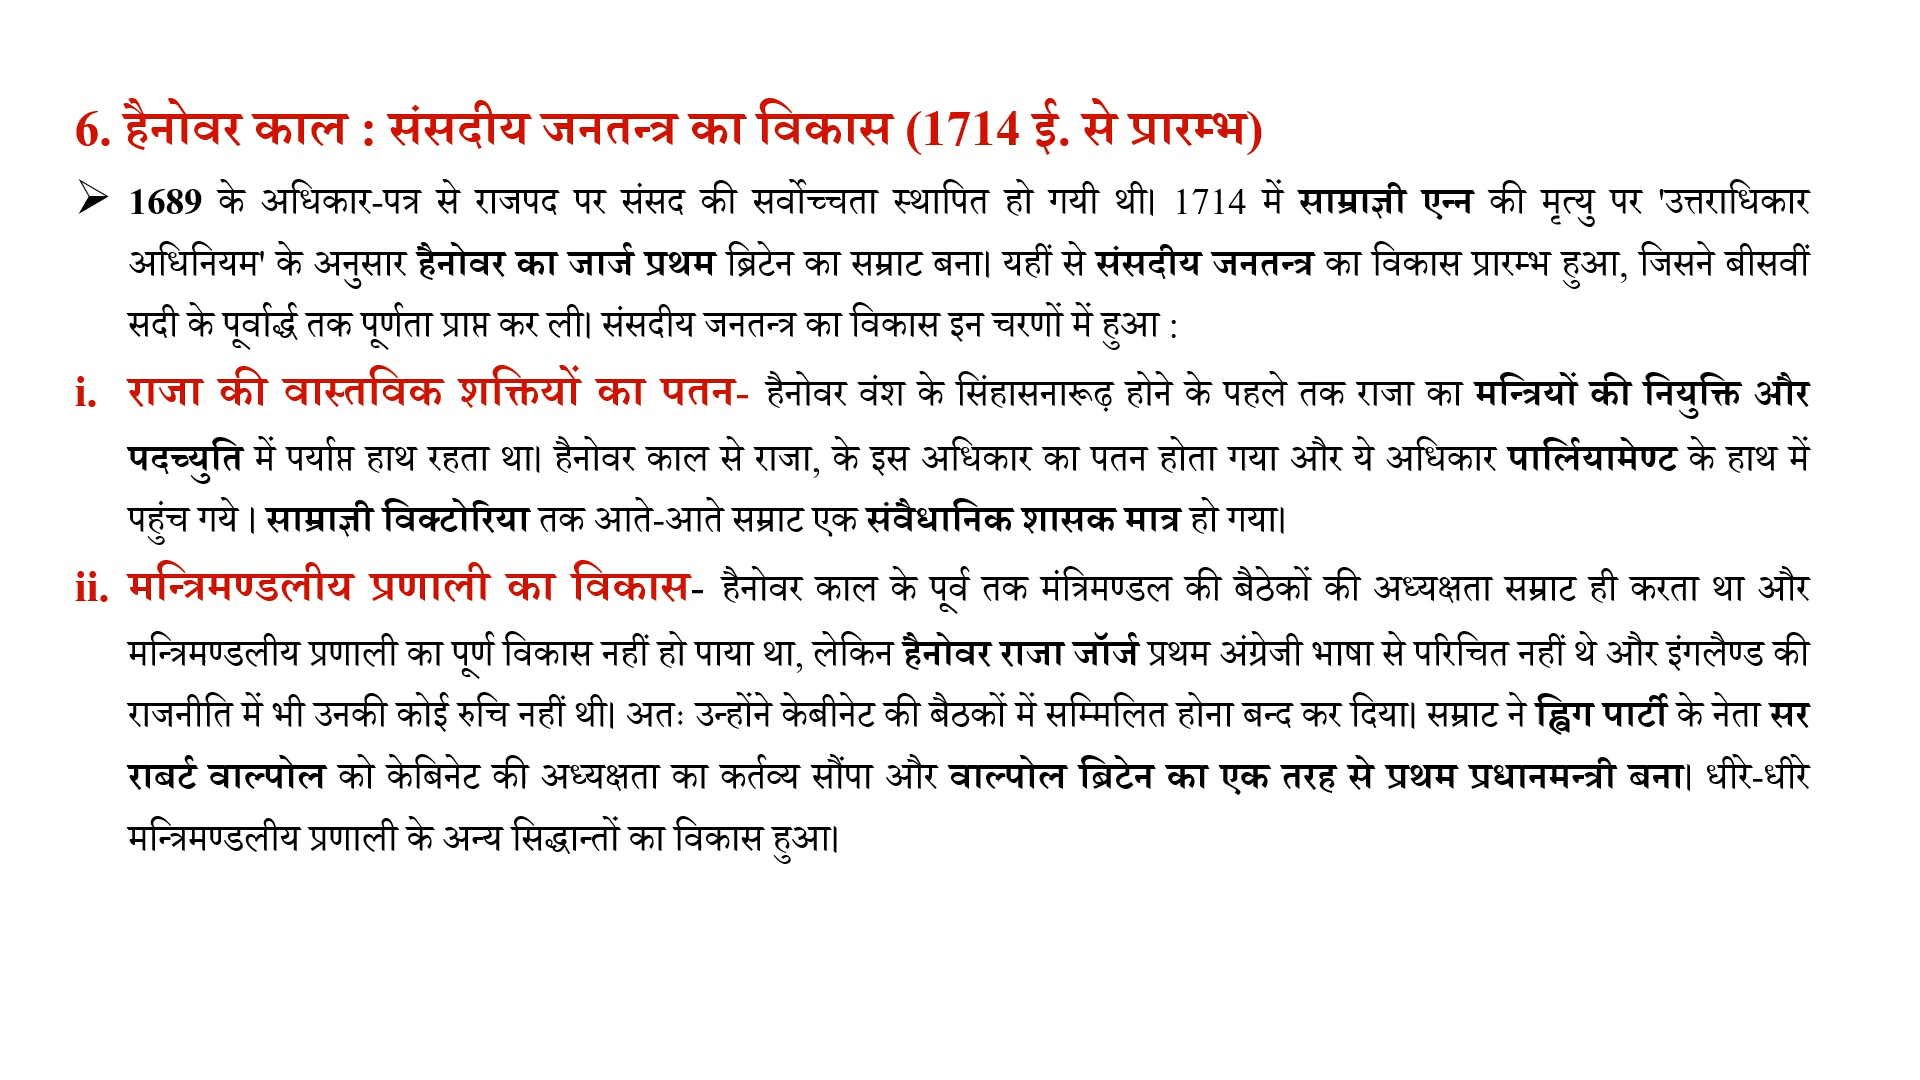 6. हैनोवर काल : संसदीय जनतन्त्र का विकास (1714 ई. से प्रारम्भ)
➢ 1689 के अधिकार-पत्र से राजपद पर संसद की सर्वोच्चता स्थापित हो गयी थी। 1714 में साम्राज्ञी एन्न की मृत्यु पर 'उत्तराधिकार
अधिनियम' के अनुसार हैनोवर का जार्ज प्रथम ब्रिटेन का सम्राट बना। यहीं से संसदीय जनतन्त्र का विकास प्रारम्भ हुआ, जिसने बीसवीं
सदी के पूर्वार्द्ध तक पूर्णता प्राप्त कर ली। संसदीय जनतन्त्र का विकास इन चरणों में हुआ :
i. राजा की वास्तविक शक्तियों का पतन- हैनोवर वंश के सिंहासनारूढ़ होने के पहले तक राजा का मन्त्रियों की नियुक्ति और
पदच्युति में पर्याप्त हाथ रहता था। हैनोवर काल से राजा, के इस अधिकार का पतन होता गया और ये अधिकार पार्लियामेण्ट के हाथ में
पहुंच गये । साम्राज्ञी विक्टोरिया तक आते-आते सम्राट एक संवैधानिक शासक मात्र हो गया।
ii. मन्त्रिमण्डलीय प्रणाली का विकास- हैनोवर काल के पूर्व तक मंत्रिमण्डल की बैठेकों की अध्यक्षता सम्राट ही करता था और
मन्त्रिमण्डलीय प्रणाली का पूर्ण विकास नहीं हो पाया था, लेकिन हैनोवर राजा जॉर्ज प्रथम अंग्रेजी भाषा से परिचित नहीं थे और इंगलैण्ड की
राजनीति में भी उनकी कोई रुचि नहीं थी। अतः उन्होंने केबीनेट की बैठकों में सम्मिलित होना बन्द कर दिया। सम्राट ने ह्विग पार्टी के नेता सर
राबर्ट वाल्पोल को केबिनेट की अध्यक्षता का कर्तव्य सौंपा और वाल्पोल ब्रिटेन का एक तरह से प्रथम प्रधानमन्त्री बना। धीरे-धीरे
मन्त्रिमण्डलीय प्रणाली के अन्य सिद्धान्तों का विकास हुआ।